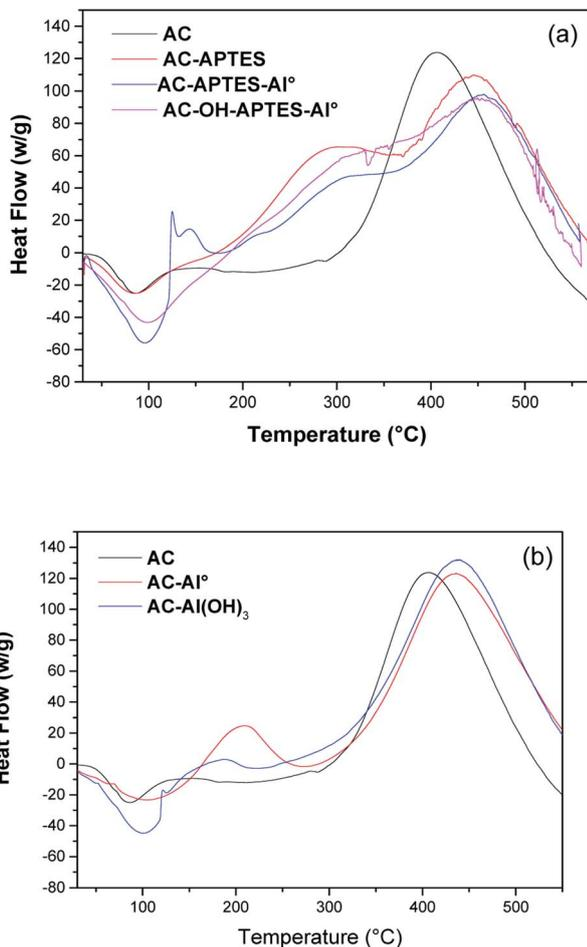 (a)
AC
AC-APTES
AC-APTES-Al°
AC-OH-APTES-Al°
140
120
100
80
60
40
20
0
-20
-40
-60
-80
Heat Flow (w/g)
100 200 300 400 500
Temperature (°C)
(b)
AC
AC-Al°
AC-Al(OH)3
140
120
100
80
60
40
20
0
-20
-40
-60
-80
Heat Flow (w/g)
100 200 300 400 500
Temperature (°C)